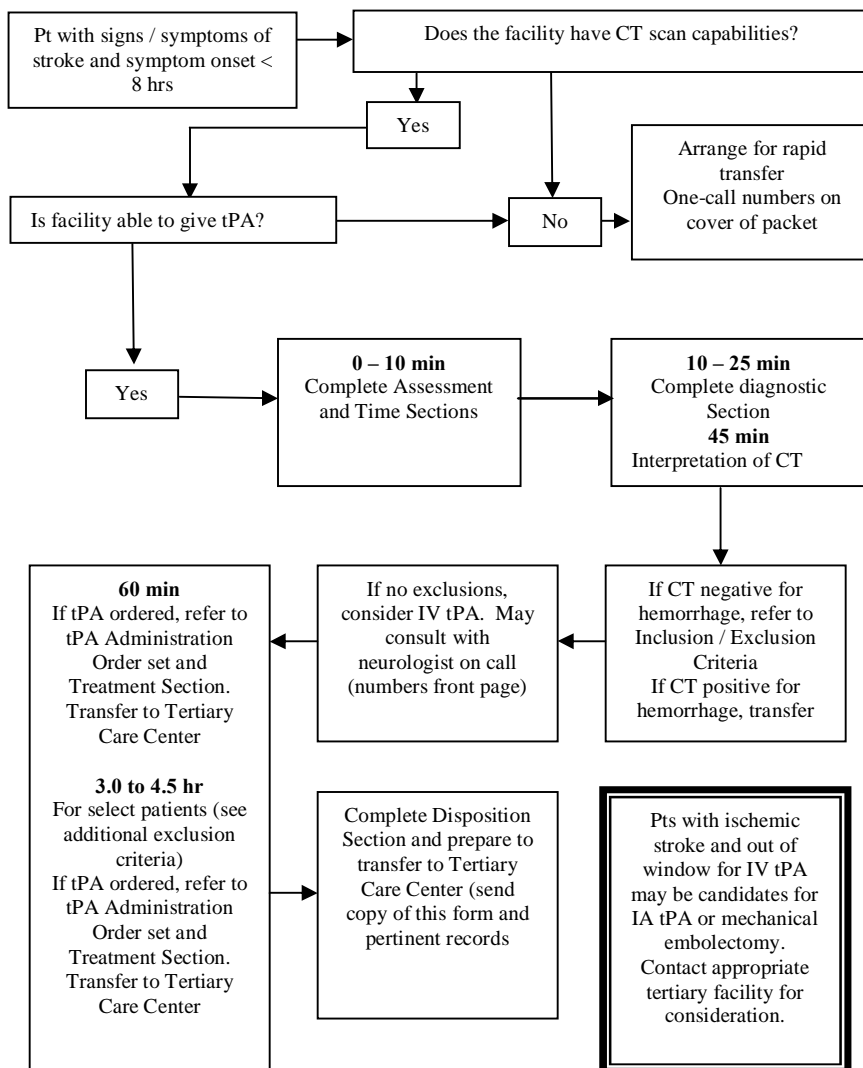 Pt with signs / symptoms of
stroke and symptom onset <
8 hrs
Does the facility have CT scan capabilities?
Yes
Arrange for rapid
transfer
One-call numbers on
cover of packet
Is facility able to give tPA?
No
Yes
0 – 10 min
Complete Assessment
and Time Sections
10 – 25 min
Complete diagnostic
Section
45 min
Interpretation of CT
If CT negative for
hemorrhage, refer to
Inclusion / Exclusion
Criteria
If CT positive for
hemorrhage, transfer
If no exclusions,
consider IV tPA.  May
consult with
neurologist on call
(numbers front page)
60 min
If tPA ordered, refer to
tPA Administration
Order set and
Treatment Section.
Transfer to Tertiary
Care Center
3.0 to 4.5 hr
For select patients (see
additional exclusion
criteria)
If tPA ordered, refer to
tPA Administration
Order set and
Treatment Section.
Transfer to Tertiary
Care Center
Complete Disposition
Section and prepare to
transfer to Tertiary
Care Center (send
copy of this form and
pertinent records
Pts with ischemic
stroke and out of
window for IV tPA
may be candidates for
IA tPA or mechanical
embolectomy.
Contact appropriate
tertiary facility for
consideration.